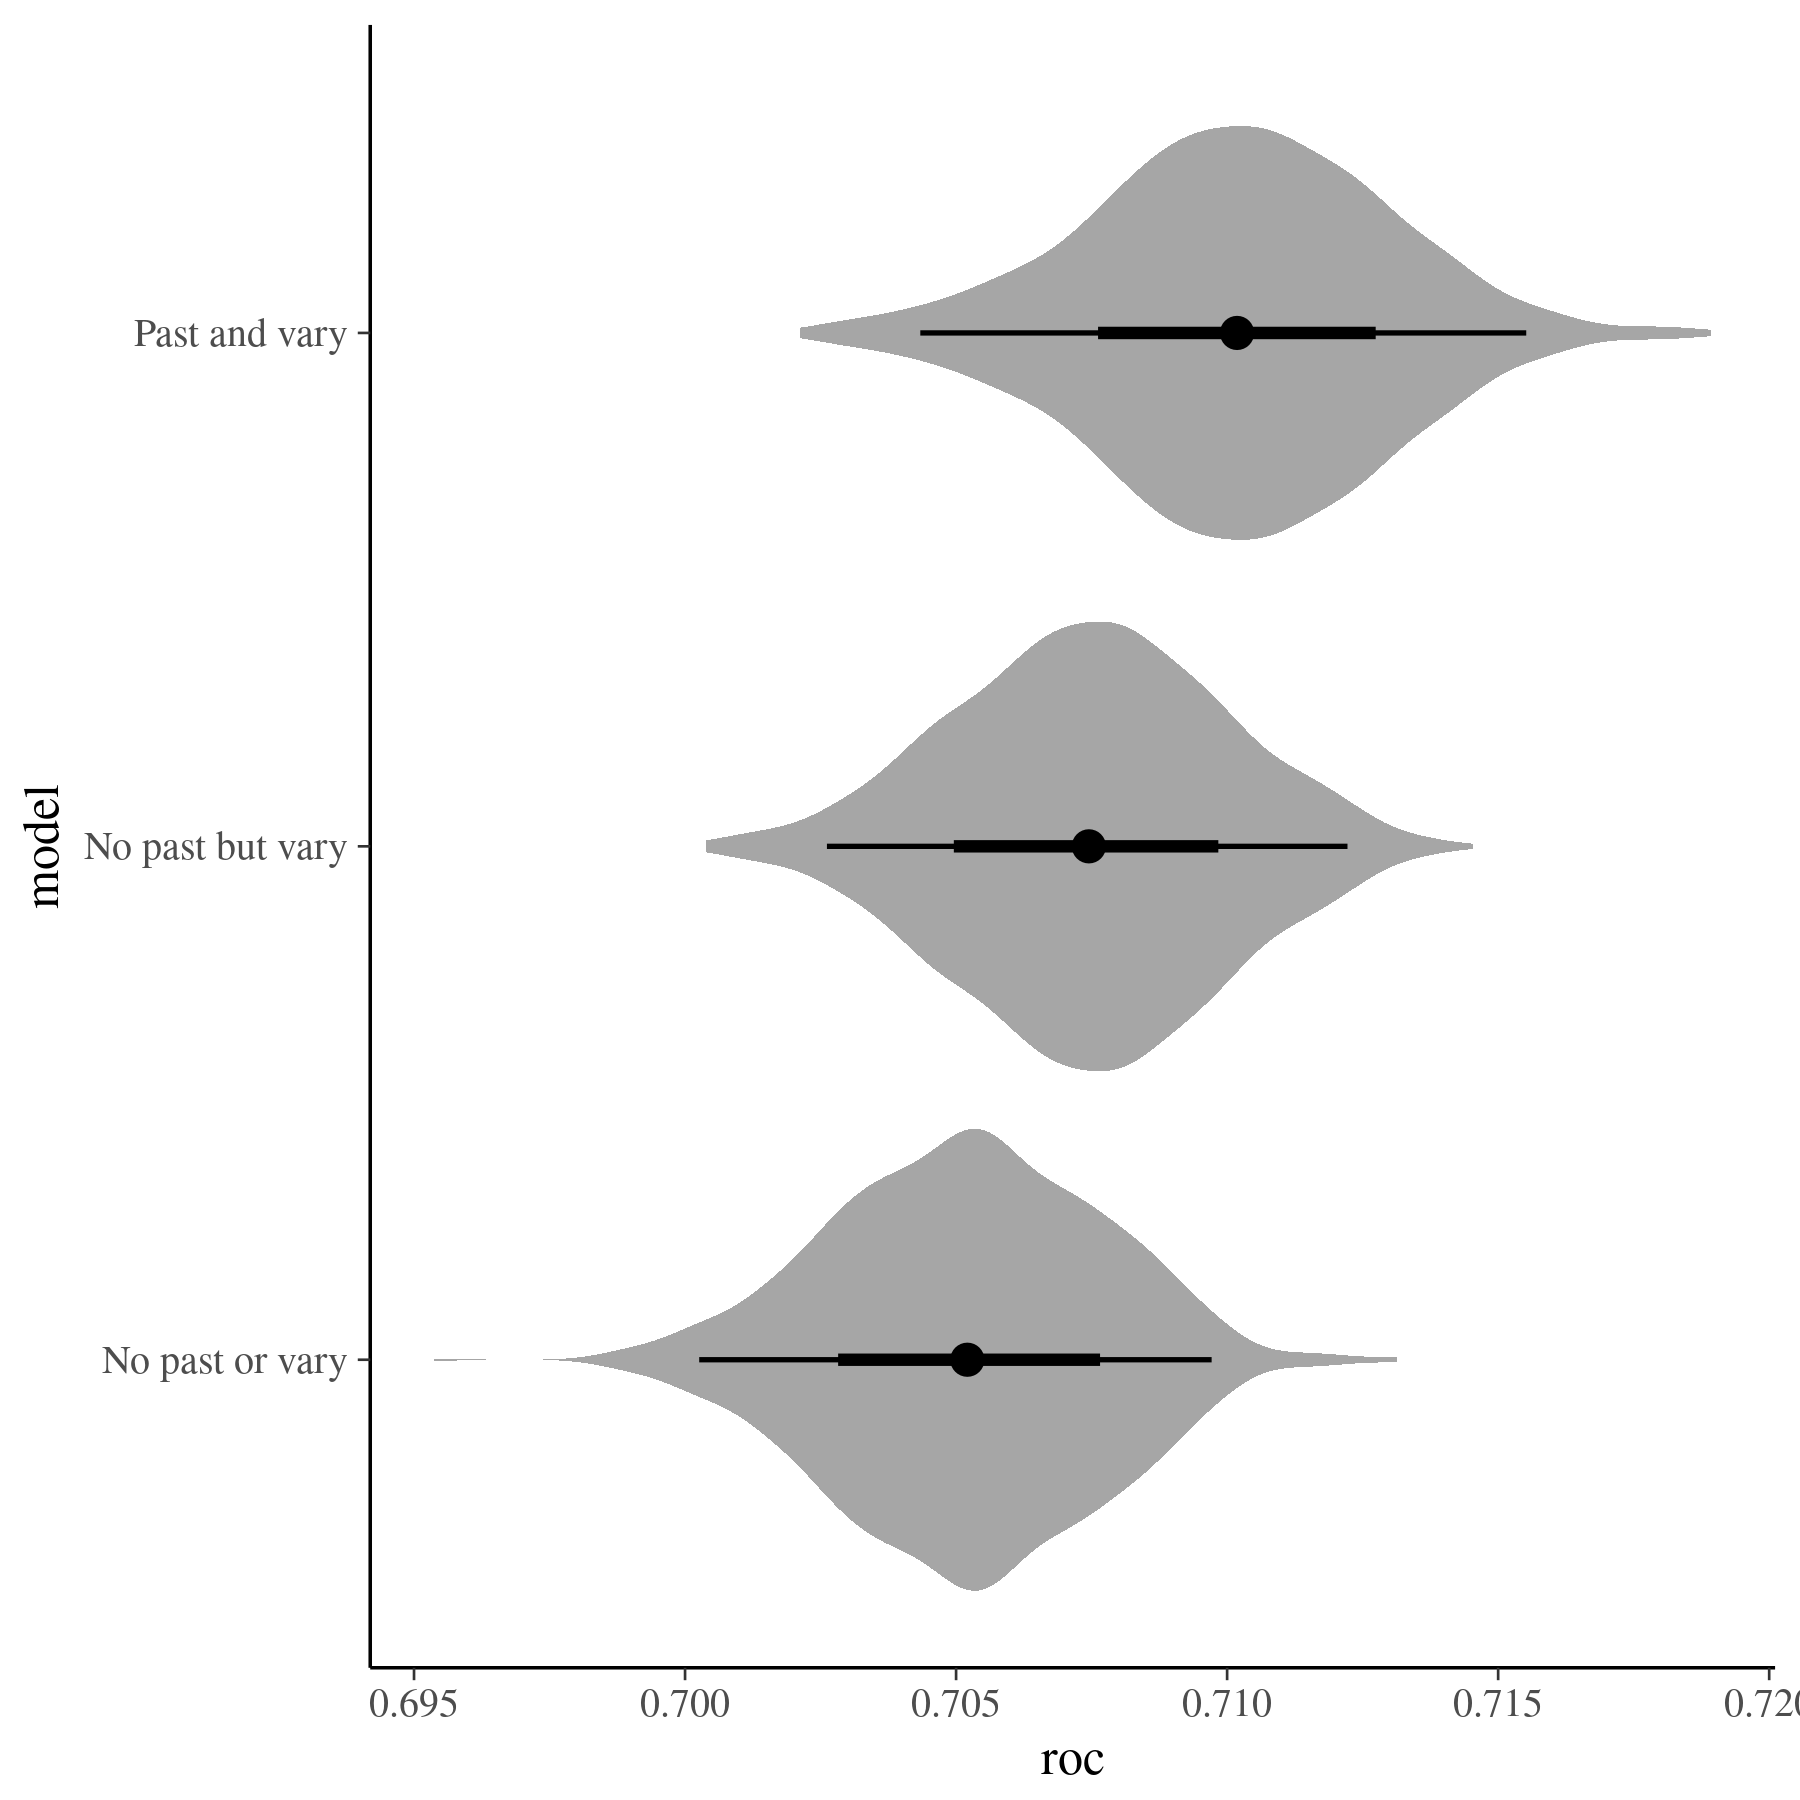 Past and vary
No past but vary
No past or vary
model
0.695 0.700 0.705 0.710 0.715 0.72
roc